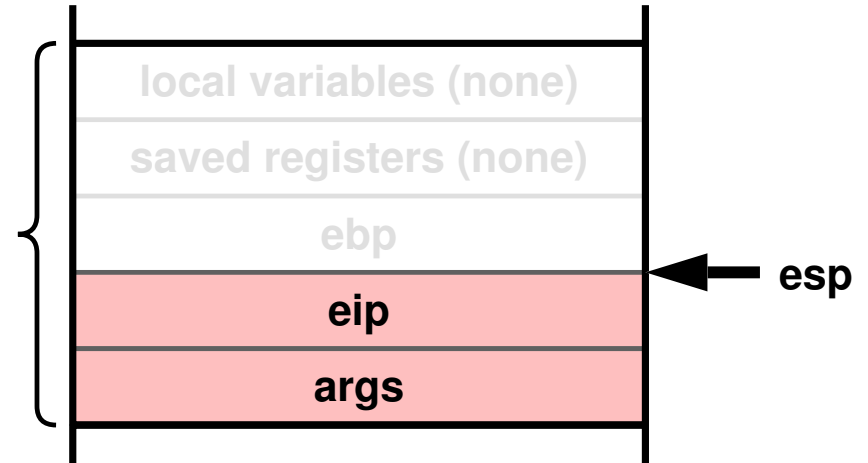 local variables (none)
saved registers (none)
ebp
esp
eip
args